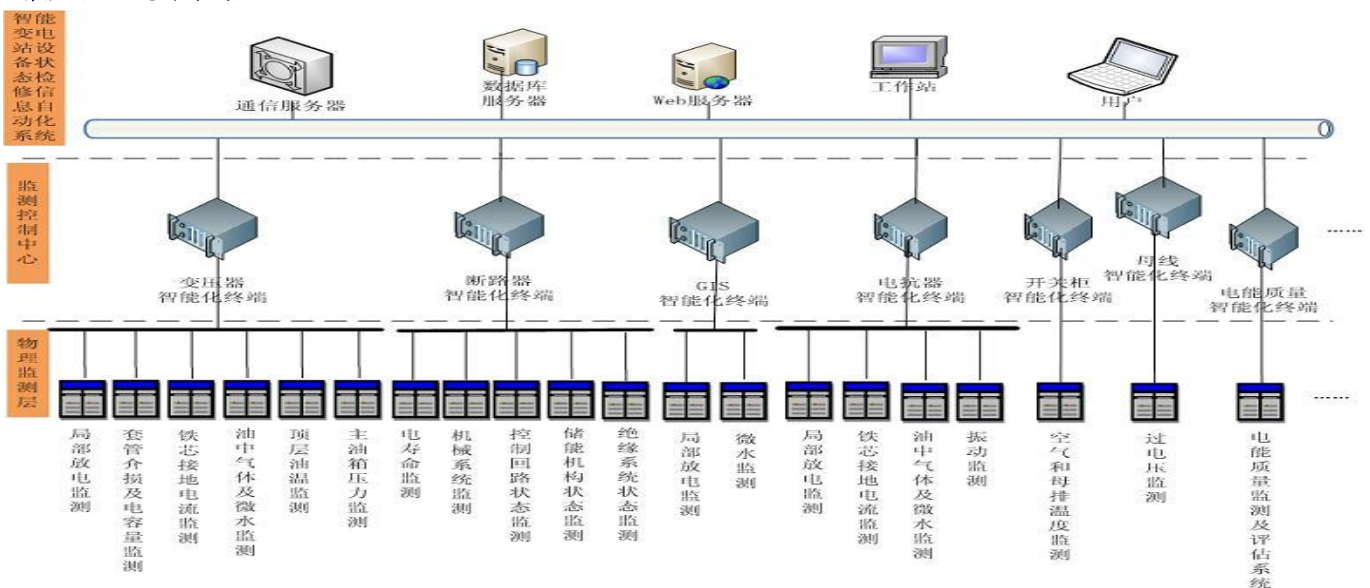 智能
变电
站设
备状
态检
修信
息自
动化
系统
通信服务器
数据库
服务器
Web服务器
工作站
用户
监测控制中心
变压器
智能化终端
断路器
智能化终端
GIS
智能化终端
电抗器
智能化终端
开关柜
智能化终端
母线
智能化终端
电能质量
智能化终端
......
物理监测层
......
局部放电监测
套管介损及电容量监测
铁芯接地电流监测
油中气体及微水监测
顶层油温监测
主油箱压力监测
电寿命监测
机械系统监测
控制回路状态监测
储能机构状态监测
绝缘系统状态监测
局部放电监测
微水监测
局部放电监测
铁芯接地电流监测
油中气体及微水监测
振动监测
空气和母排温度监测
过电压监测
电能质量监测及评估系统